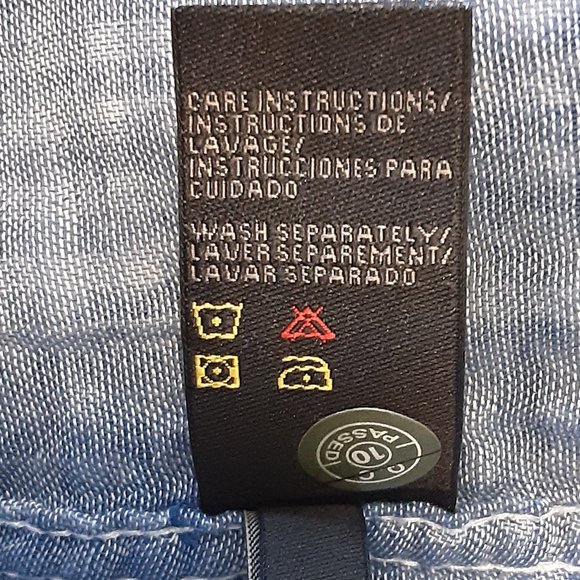 CARE INSTRUCTIONS/
INSTRUCTIONS DE
LAVAGE/
INSTRUCCIONES PARA
CUIDADO
WASH SEPARATELY/
LAVER SEPAREMENT/
LAVAR SEPARADO
PASSED
10